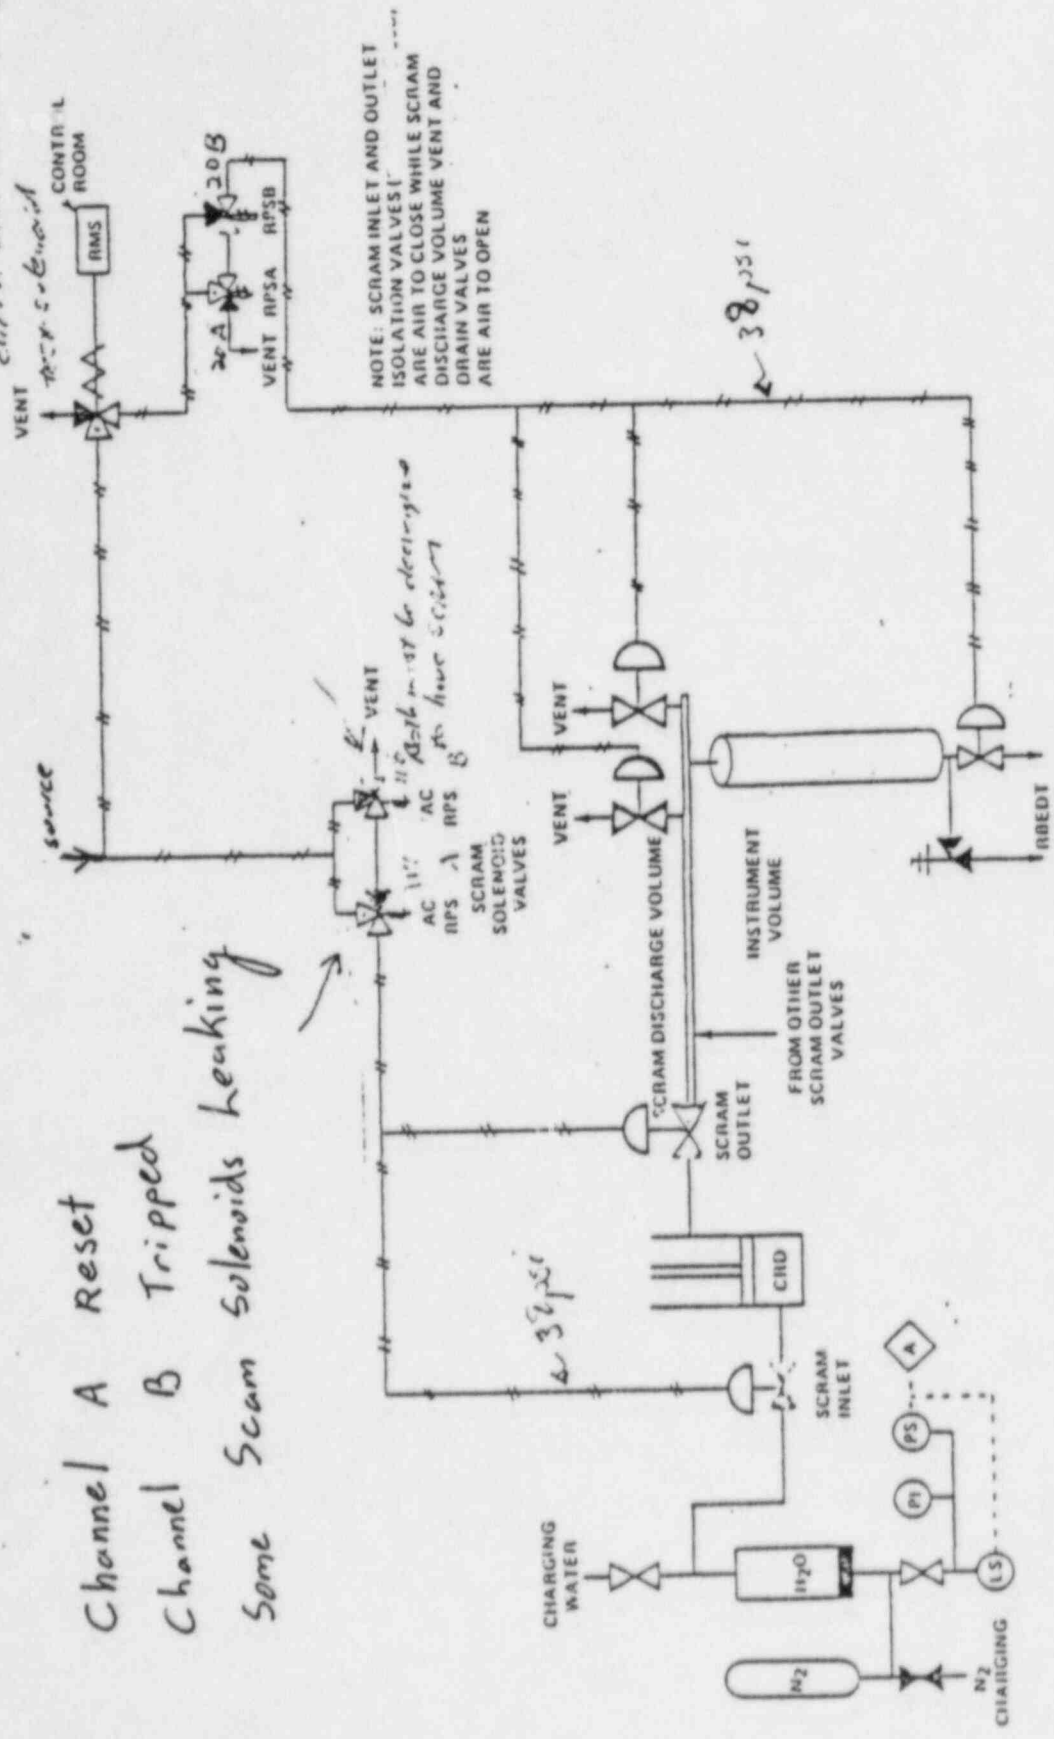 Channel A Reset
Channel B Tripped
Some Scam Solenoids Leaking
source
VENT
RMS
ROOM
20 A
20B
VENT RPSA RPSB
NOTE: SCRAM INLET AND OUTLET
ISOLATION VALVES
ARE AIR TO CLOSE WHILE SCRAM
DISCHARGE VOLUME VENT AND
DRAIN VALVES
ARE AIR TO OPEN
VENT
AC
RPS A
AC
RPS B
SCRAM
SOLENOID
VALVES
38 psi
38 psi
VENT
VENT
SCRAM DISCHARGE VOLUME
SCRAM
OUTLET
FROM OTHER
SCRAM OUTLET
VALVES
INSTRUMENT
VOLUME
RBEDT
CRD
SCRAM
INLET
CHARGING
WATER
H2O
N2
N2
CHARGING
PI
PS
LS
A